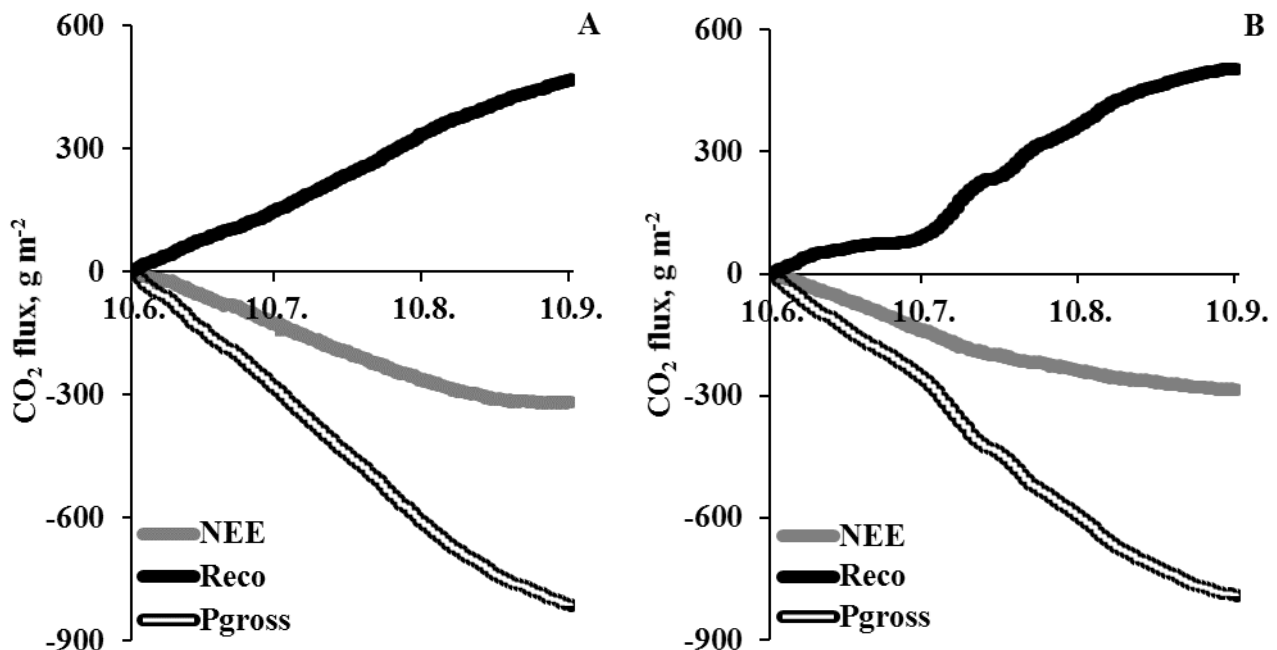 A
600
300
0
-300
-600
-900
CO₂ flux, g m⁻²
10.6. 10.7. 10.8. 10.9.
NEE
Reco
Pgross
B
600
300
0
-300
-600
-900
CO₂ flux, g m⁻²
10.6. 10.7. 10.8. 10.9.
NEE
Reco
Pgross